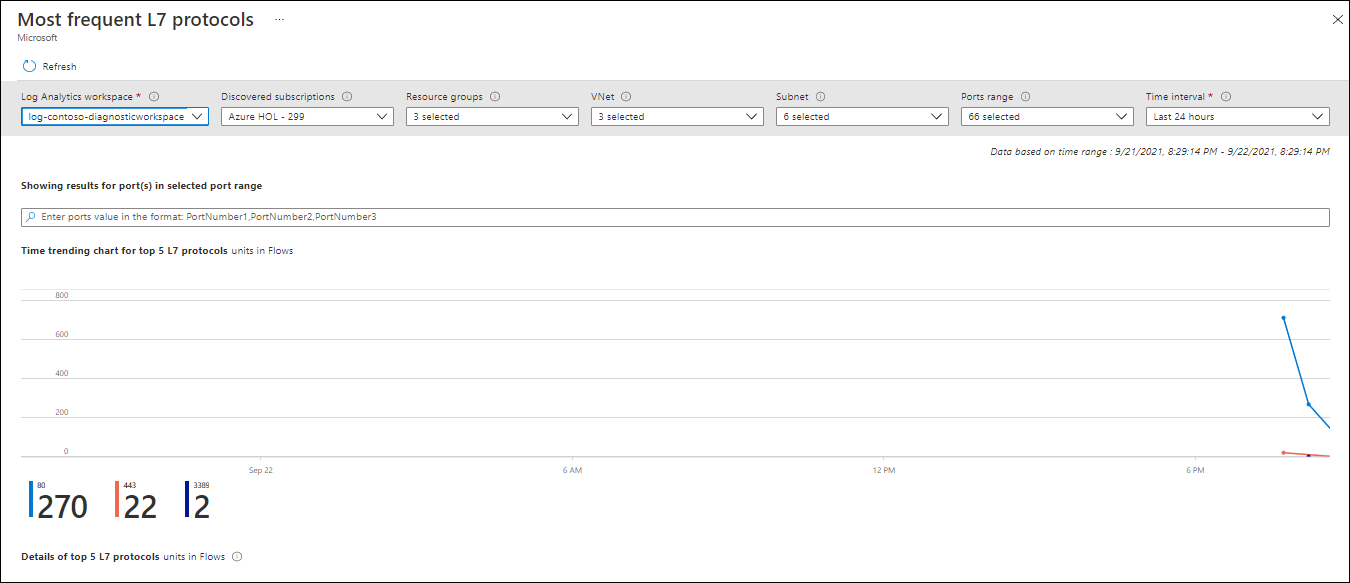 Most frequent L7 protocols ...
Microsoft
Refresh
Log Analytics workspace * Discovered subscriptions Resource groups VNet Subnet Ports range Time interval *
log-contoso-diagnosticworkspace Azure HOL - 299 3 selected 3 selected 6 selected 66 selected Last 24 hours
Data based on time range : 9/21/2021, 8:29:14 PM - 9/22/2021, 8:29:14 PM
Showing results for port(s) in selected port range
Enter ports value in the format: PortNumber1,PortNumber2,PortNumber3
Time trending chart for top 5 L7 protocols units in Flows
800
600
400
200
0
Sep 22 6 AM 12 PM 6 PM
80 443 3389
270 22 2
Details of top 5 L7 protocols units in Flows